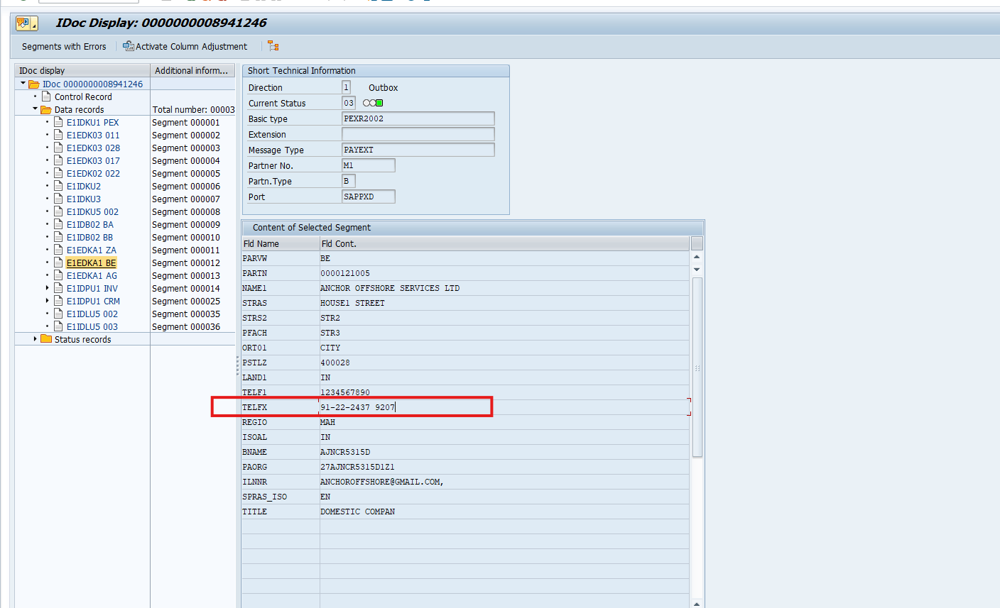 IDoc Display: 0000000008941246
Segments with Errors Activate Column Adjustment
IDoc display Additional inform...
IDoc 0000000008941246
Control Record
Data records Total number: 00003
E1IDKU1 PEX Segment 000001
E1EDK03 011 Segment 000002
E1EDK03 028 Segment 000003
E1EDK03 017 Segment 000004
E1EDK02 022 Segment 000005
E1IDKU2 Segment 000006
E1IDKU3 Segment 000007
E1IDKU5 002 Segment 000008
E1IDB02 BA Segment 000009
E1IDB02 BB Segment 000010
E1EDKA1 ZA Segment 000011
E1EDKA1 BE Segment 000012
E1EDKA1 AG Segment 000013
E1IDPU1 INV Segment 000014
E1IDPU1 CRM Segment 000025
E1IDLU5 002 Segment 000035
E1IDLU5 003 Segment 000036
Status records
Short Technical Information
Direction 1 Outbox
Current Status 03
Basic type PEXR2002
Extension
Message Type PAYEXT
Partner No. M1
Partn.Type B
Port SAPPXD
Content of Selected Segment
Fld Name Fld Cont.
PARVW BE
PARTN 0000121005
NAME1 ANCHOR OFFSHORE SERVICES LTD
STRAS HOUSE1 STREET
STRS2 STR2
PFACH STR3
ORT01 CITY
PSTLZ 400028
LAND1 IN
TELF1 1234567890
TELFX 91-22-2437 9207
REGIO MAH
ISOAL IN
BNAME AJNCR5315D
PAORG 27AJNCR5315D1Z1
ILNNR ANCHOROFFSHORE@GMAIL.COM,
SPRAS_ISO EN
TITLE DOMESTIC COMPAN